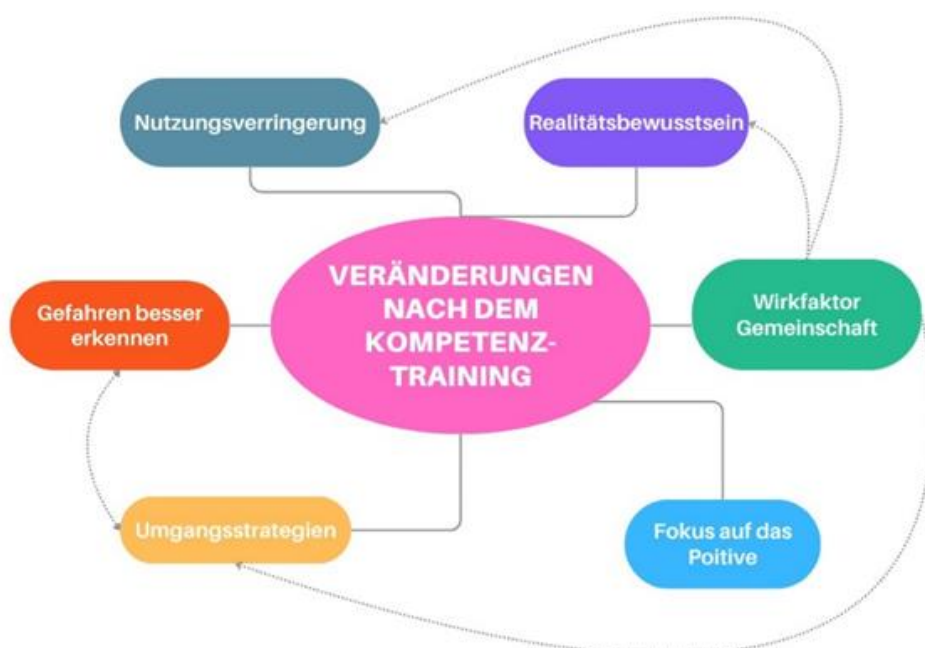 Nutzungsverringerung
Realitätsbewusstsein
VERÄNDERUNGEN
NACH DEM
KOMPETENZ-
TRAINING
Gefahren besser
erkennen
Wirkfaktor
Gemeinschaft
Umgangsstrategien
Fokus auf das
Poitive